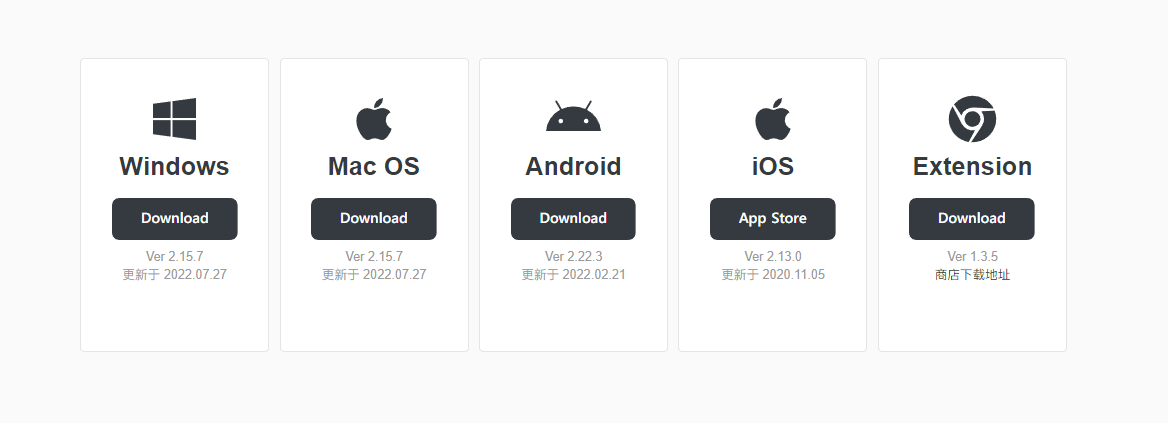 Windows
Download
Ver 2.15.7
更新于 2022.07.27
Mac OS
Download
Ver 2.15.7
更新于 2022.07.27
Android
Download
Ver 2.22.3
更新于 2022.02.21
iOS
App Store
Ver 2.13.0
更新于 2020.11.05
Extension
Download
Ver 1.3.5
商店下载地址